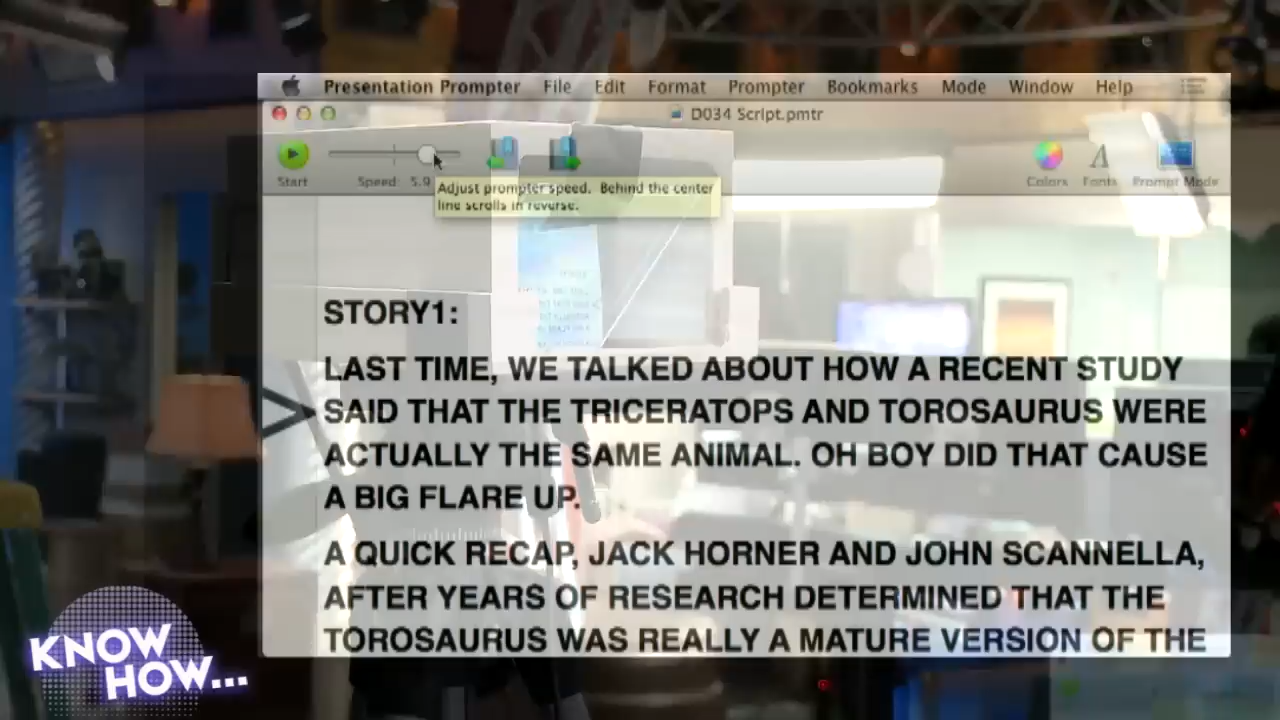 Presentation Prompter File Edit Format Prompter Bookmarks Mode Window Help
D034 Script.pmtr
Start Speed: 5.9 Colors Fonts Prompt Mode
Adjust prompter speed. Behind the center
line scrolls in reverse.
STORY1:
LAST TIME, WE TALKED ABOUT HOW A RECENT STUDY
SAID THAT THE TRICERATOPS AND TOROSAURUS WERE
ACTUALLY THE SAME ANIMAL. OH BOY DID THAT CAUSE
A BIG FLARE UP.
A QUICK RECAP, JACK HORNER AND JOHN SCANNELLA,
AFTER YEARS OF RESEARCH DETERMINED THAT THE
TOROSAURUS WAS REALLY A MATURE VERSION OF THE
KNOW
HOW...